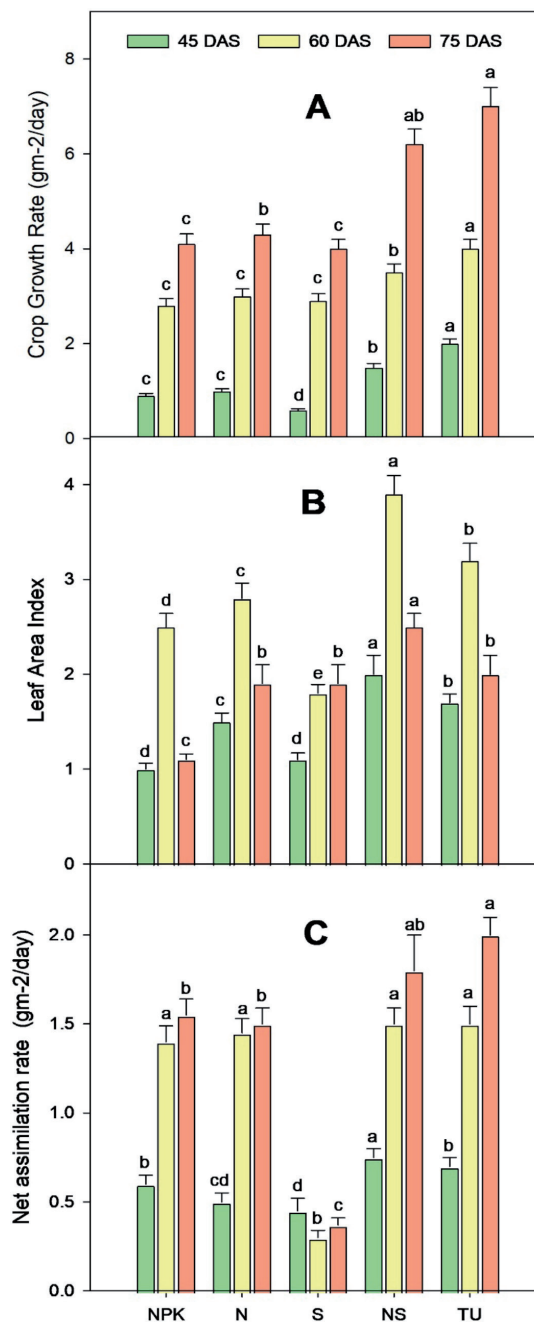 45 DAS 60 DAS 75 DAS
A
Crop Growth Rate (gm-2/day)
8
6
4
2
0
c c c
c c b
d c c
b b ab
a a a
B
Leaf Area Index
4
3
2
1
0
d d c
c c b
d e b
a a a
b b b
C
Net assimilation rate (gm-2/day)
2.0
1.5
1.0
0.5
0.0
b a b
cd a b
d b c
a a ab
b a a
NPK N S NS TU